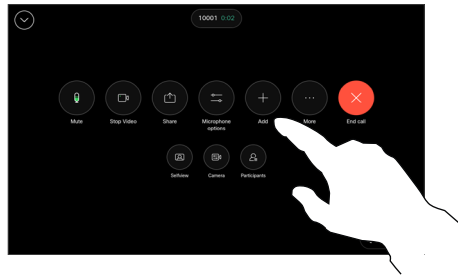 10001 0:02
Mute
Stop Video
Share
Microphone
options
Add
More
End call
Selfview
Camera
Participants